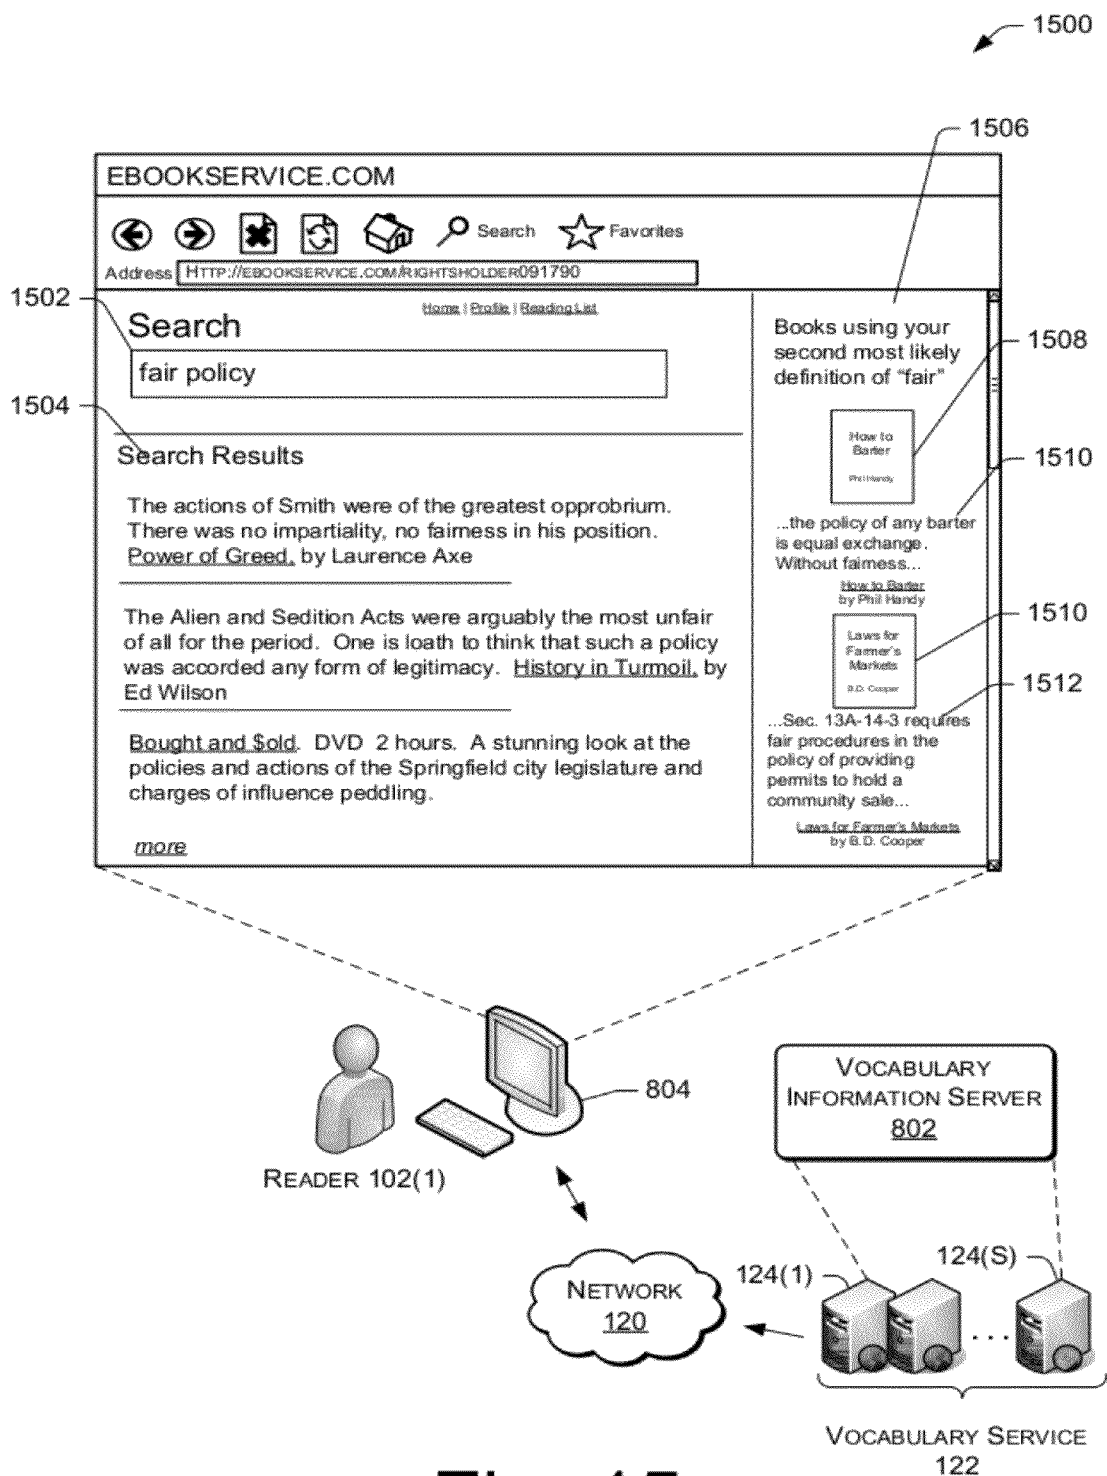 1500
1506
EBOOKSERVICE.COM
Search
Favorites
Address HTTP://EBOOKSERVICE.COM/RIGHTSHOLDER091790
1502
Home | Profile | Reading List
Search
fair policy
1504
Search Results
The actions of Smith were of the greatest opprobrium.
There was no impartiality, no fairness in his position.
Power of Greed, by Laurence Axe
The Alien and Sedition Acts were arguably the most unfair
of all for the period. One is loath to think that such a policy
was accorded any form of legitimacy. History in Turmoil, by
Ed Wilson
Bought and $old. DVD 2 hours. A stunning look at the
policies and actions of the Springfield city legislature and
charges of influence peddling.
more
Books using your
second most likely
definition of "fair"
1508
How to
Barter
Phil Handy
1510
...the policy of any barter
is equal exchange.
Without fairness...
How to Barter
by Phil Handy
1510
Laws for
Farmer's
Markets
B.D. Cooper
1512
...Sec. 13A-14-3 requires
fair procedures in the
policy of providing
permits to hold a
community sale...
Laws for Farmer's Markets
by B.D. Cooper
804
READER 102(1)
VOCABULARY
INFORMATION SERVER
802
NETWORK
120
124(1)
124(S)
...
VOCABULARY SERVICE
122